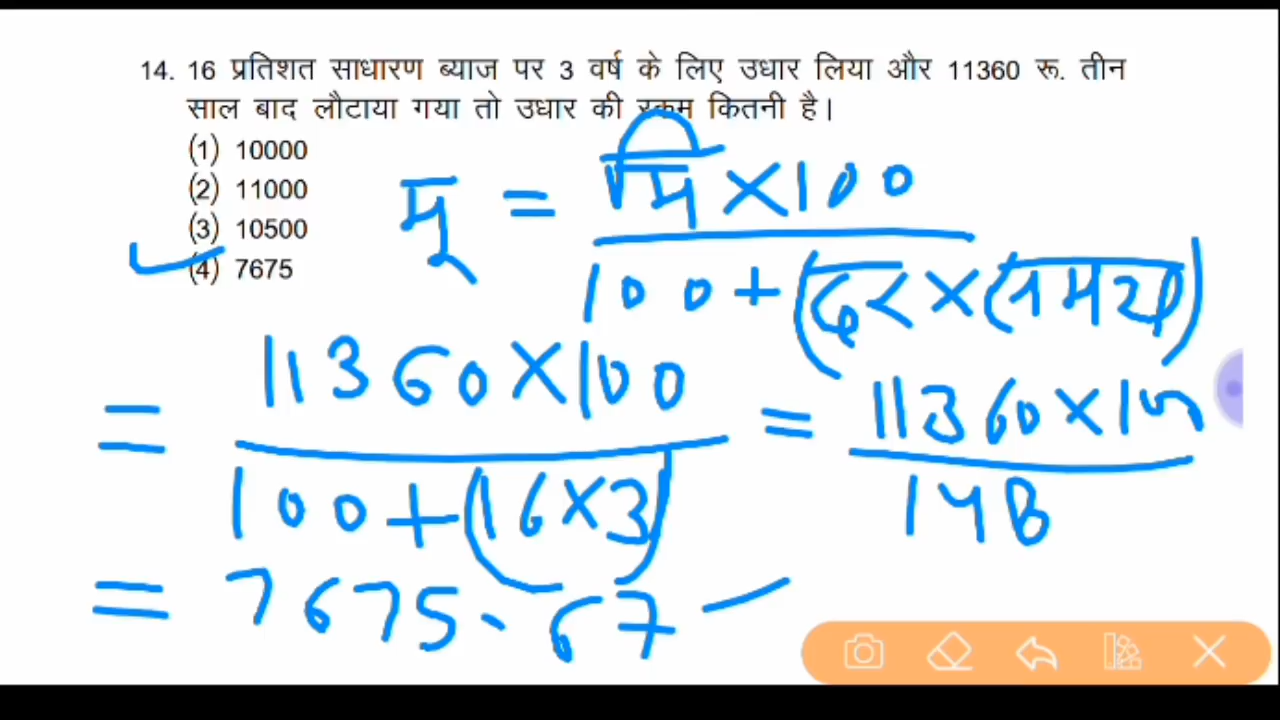 14. 16 प्रतिशत साधारण ब्याज पर 3 वर्ष के लिए उधार लिया और 11360 रू. तीन
साल बाद लौटाया गया तो उधार की रकम कितनी है।
(1) 10000
(2) 11000
(3) 10500
(4) 7675
मू = मि × 100
100 + (दर × समय)
= 11360 × 100
100 + (16 × 3)
= 11360 × 100
148
= 7675.67